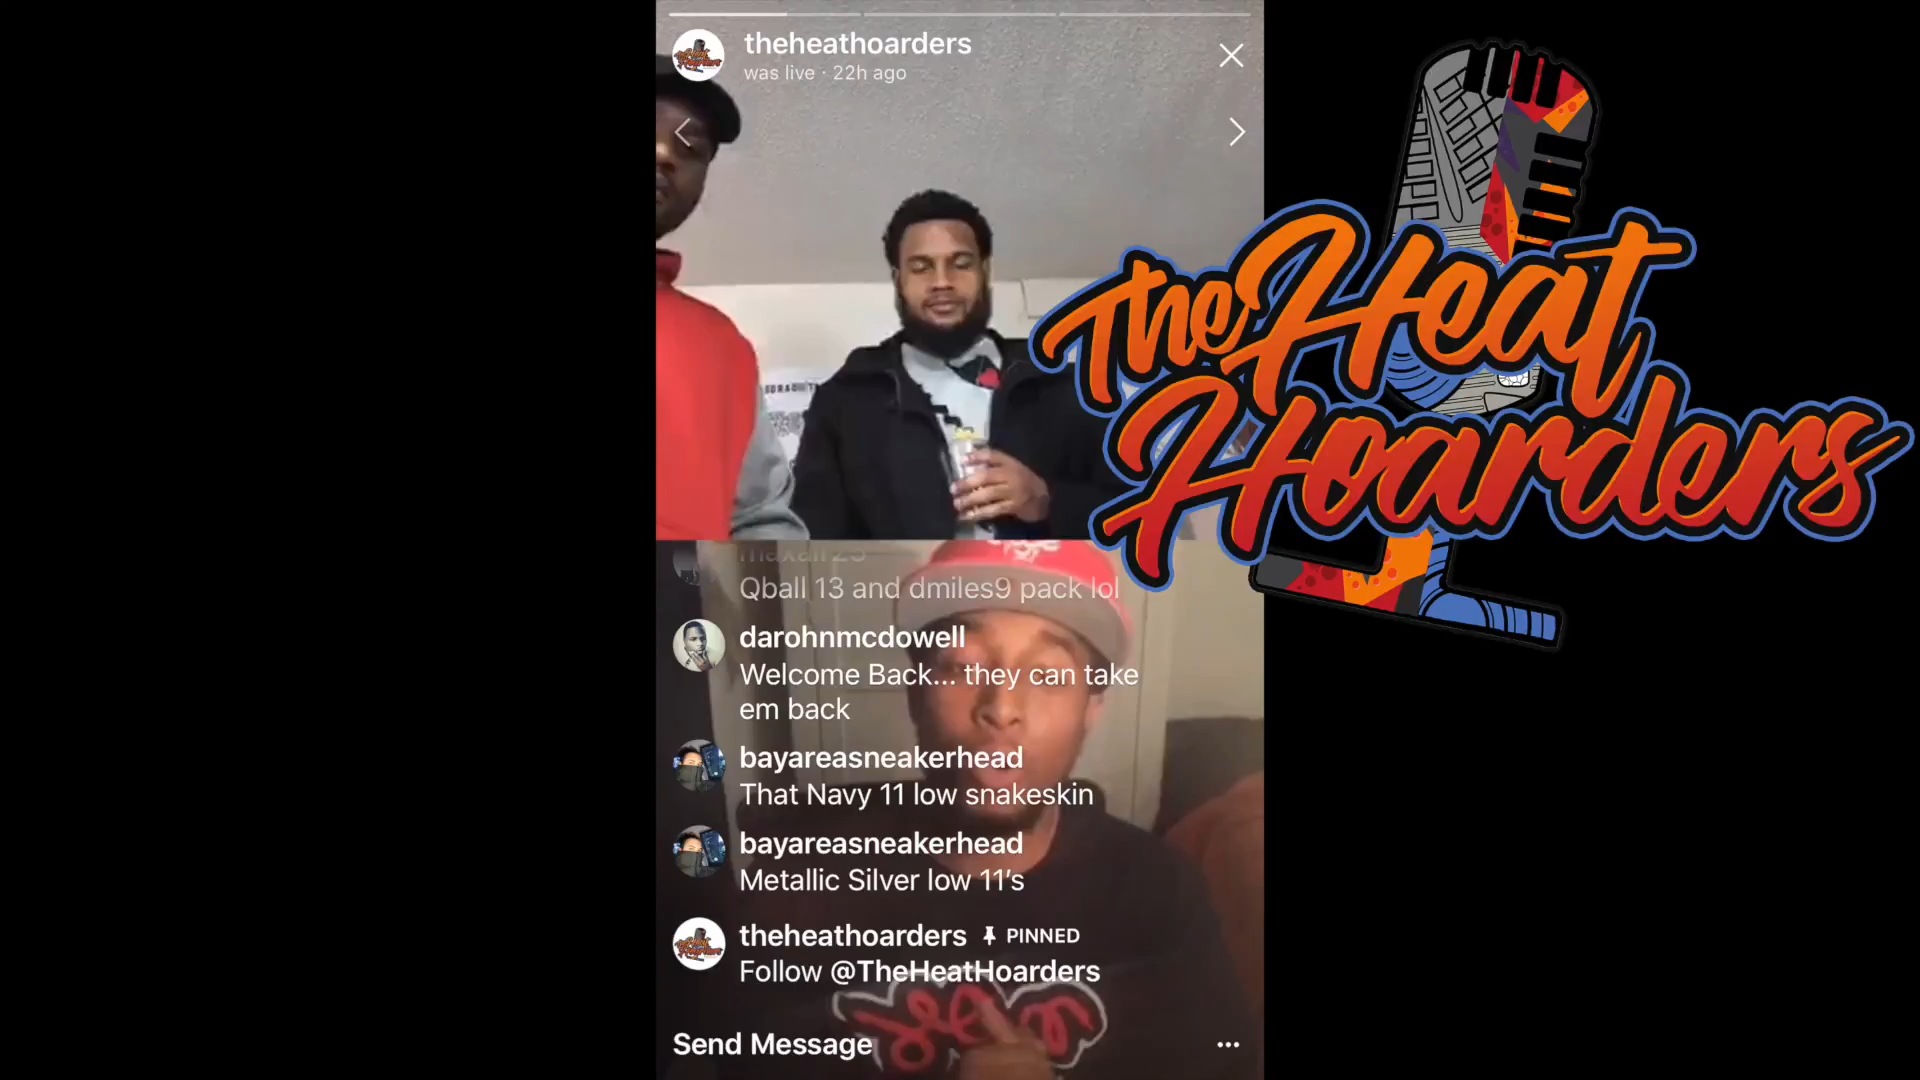 theheathoarders
was live · 22h ago
The Heat
Hoarders
maxair23
Qball 13 and dmiles9 pack lol
darohnmcdowell
Welcome Back... they can take
em back
bayareasneakerhead
That Navy 11 low snakeskin
bayareasneakerhead
Metallic Silver low 11's
theheathoarders PINNED
Follow @TheHeatHoarders
Send Message